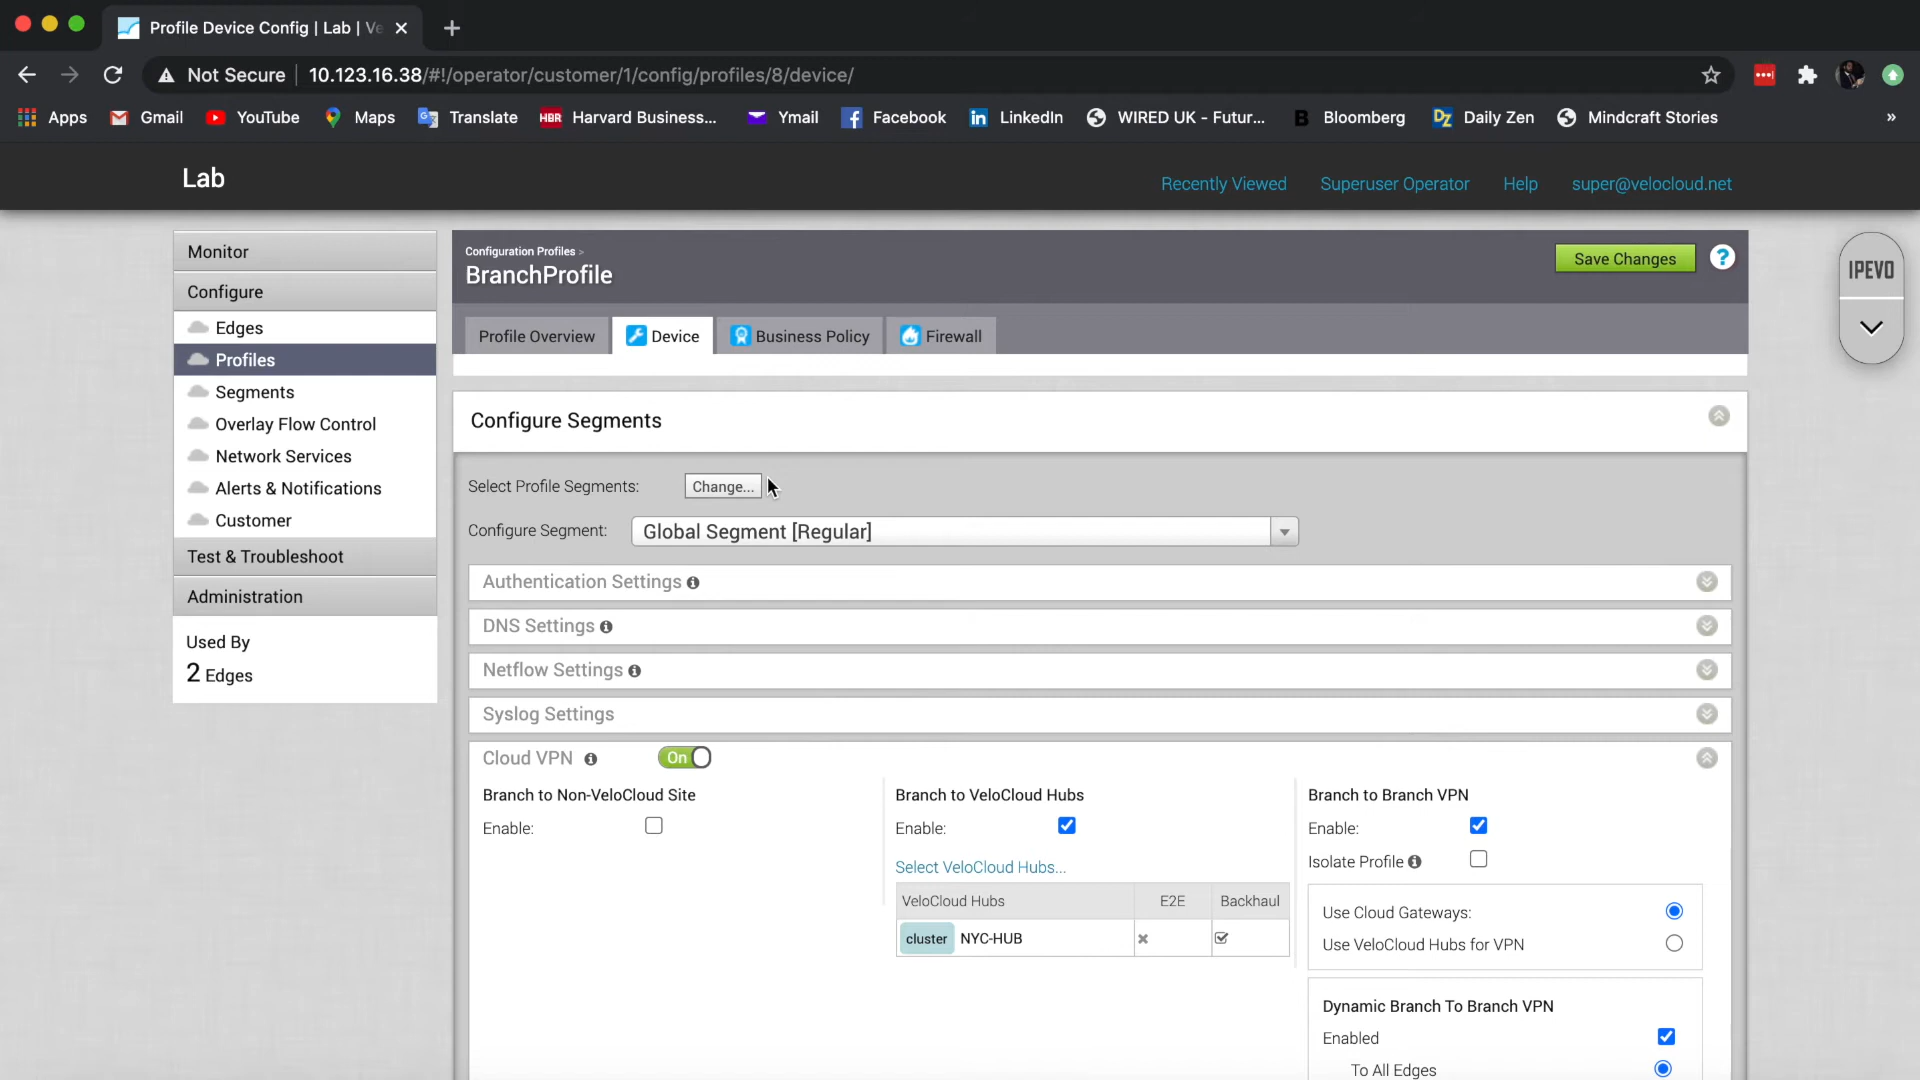 Profile Device Config | Lab | Ve
Not Secure
10.123.16.38/#!/operator/customer/1/config/profiles/8/device/
Apps
Gmail
YouTube
Maps
Translate
HBR Harvard Business...
Ymail
Facebook
LinkedIn
WIRED UK - Futur...
B Bloomberg
DZ Daily Zen
Mindcraft Stories
»
Lab
Recently Viewed
Superuser Operator
Help
super@velocloud.net
Monitor
Configure
Edges
Profiles
Segments
Overlay Flow Control
Network Services
Alerts & Notifications
Customer
Test & Troubleshoot
Administration
Used By
2 Edges
Configuration Profiles >
BranchProfile
Save Changes
?
IPEVO
Profile Overview
Device
Business Policy
Firewall
Configure Segments
Select Profile Segments:
Change...
Configure Segment:
Global Segment [Regular]
Authentication Settings
DNS Settings
Netflow Settings
Syslog Settings
Cloud VPN
On
Branch to Non-VeloCloud Site
Enable:
Branch to VeloCloud Hubs
Enable:
Select VeloCloud Hubs...
VeloCloud Hubs
E2E
Backhaul
cluster
NYC-HUB
Branch to Branch VPN
Enable:
Isolate Profile
Use Cloud Gateways:
Use VeloCloud Hubs for VPN
Dynamic Branch To Branch VPN
Enabled
To All Edges